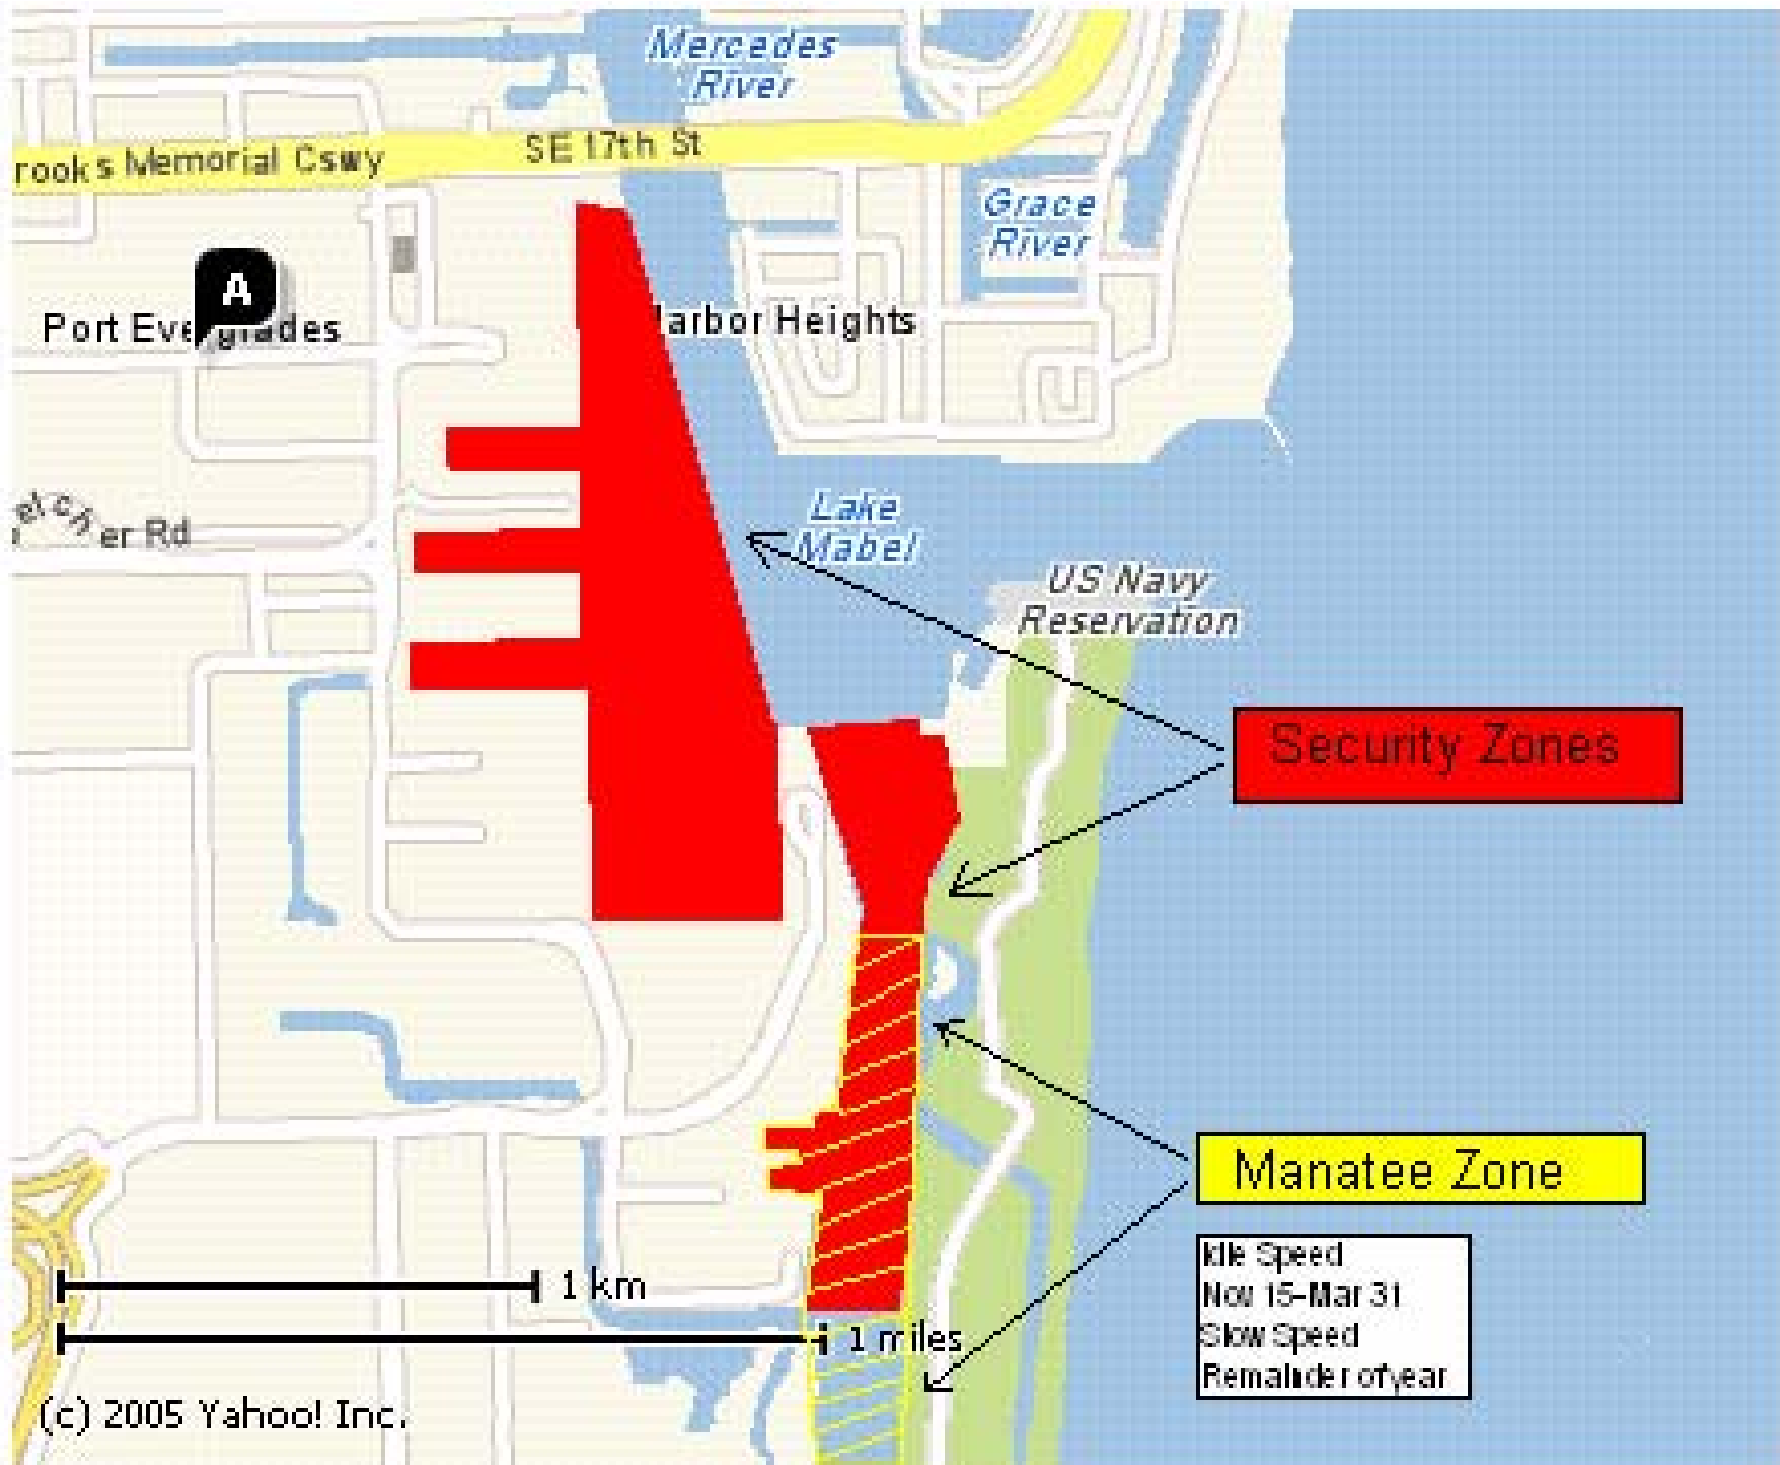 Mercedes
River
rooks Memorial Cswy
SE 17th St
Grace
River
A
Port Everglades
arbor Heights
er Rd
Lake
Mabel
US Navy
Reservation
Security Zones
Manatee Zone
Idle Speed
Nov 15-Mar 31
Slow Speed
Remainder of year
1 km
1 miles
(c) 2005 Yahoo! Inc.